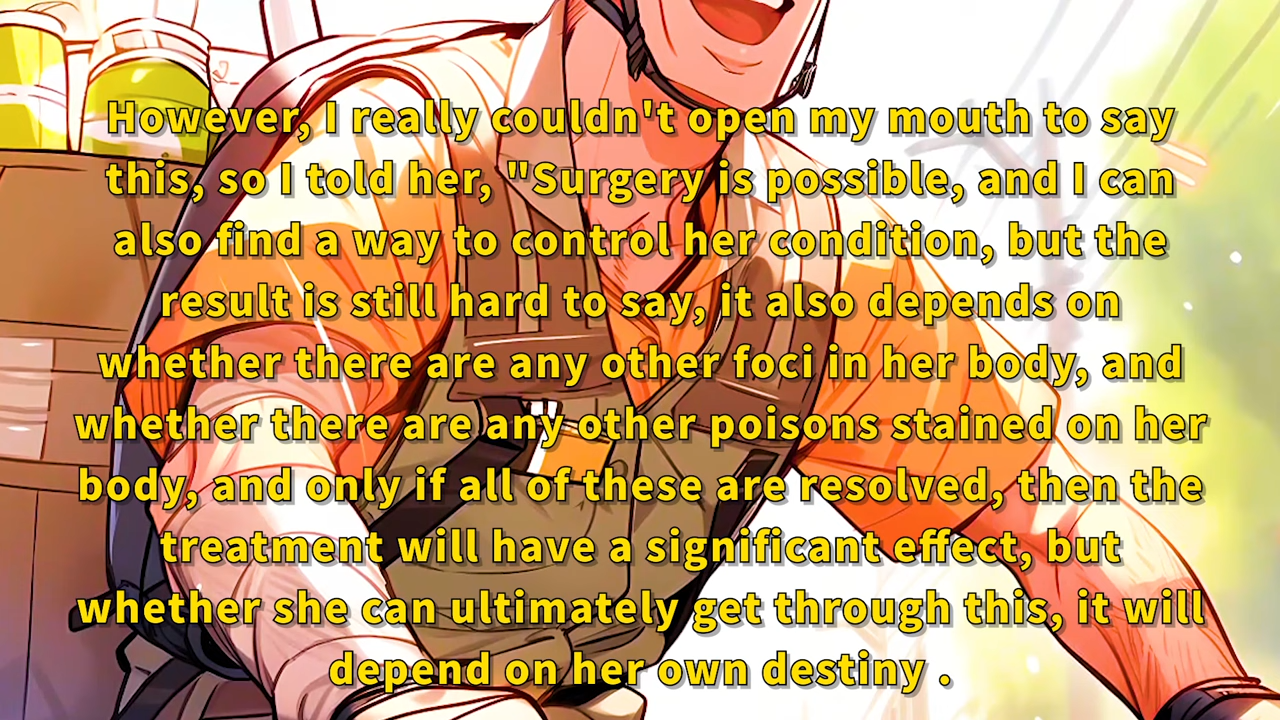 However, I really couldn't open my mouth to say
this, so I told her, "Surgery is possible, and I can
also find a way to control her condition, but the
result is still hard to say, it also depends on
whether there are any other foci in her body, and
whether there are any other poisons stained on her
body, and only if all of these are resolved, then the
treatment will have a significant effect, but
whether she can ultimately get through this, it will
depend on her own destiny .